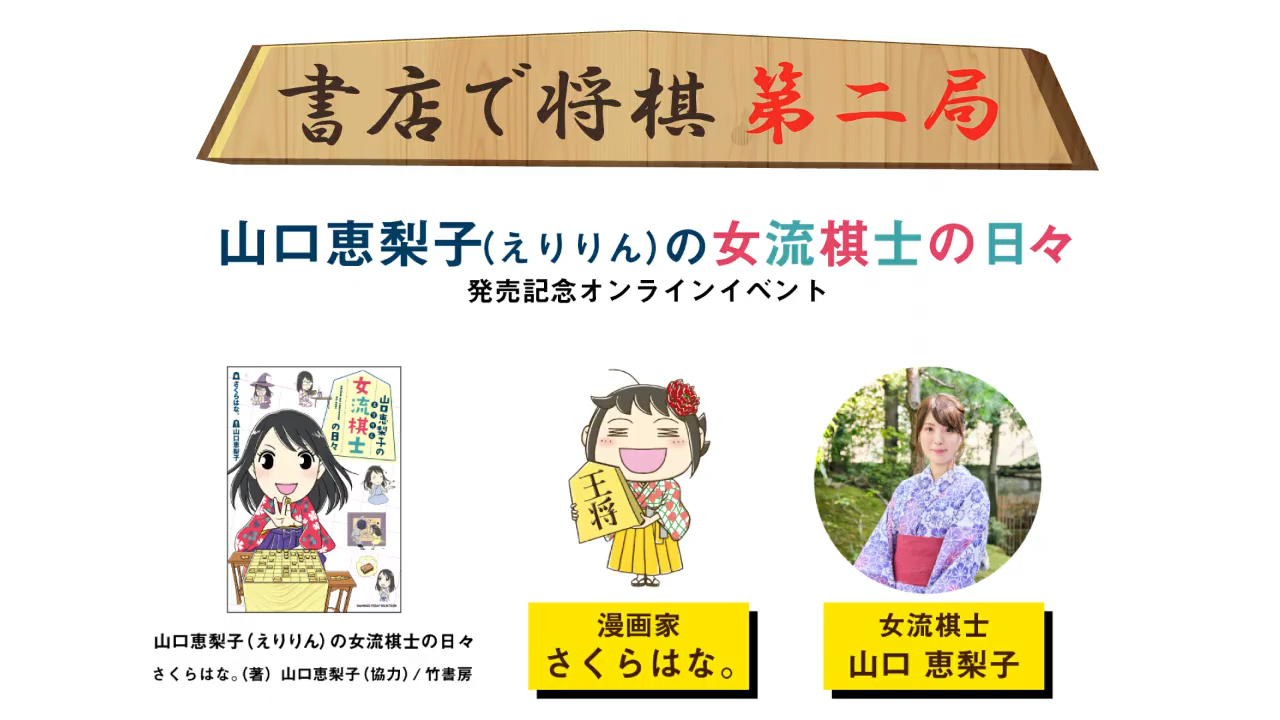 書店で将棋 第二局
山口恵梨子(えりりん)の女流棋士の日々
発売記念オンラインイベント
さくらはな。
山口恵梨子
山口恵梨子の
えりりん
女流棋士
の日々
王将
山口恵梨子(えりりん)の女流棋士の日々
さくらはな。(著) 山口恵梨子(協力) / 竹書房
漫画家
さくらはな。
女流棋士
山口 恵梨子